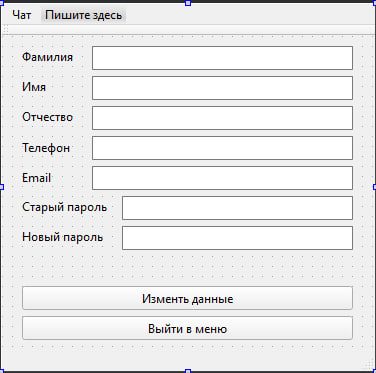 Чат Пишите здесь
Фамилия
Имя
Отчество
Телефон
Email
Старый пароль
Новый пароль
Изменть данные
Выйти в меню